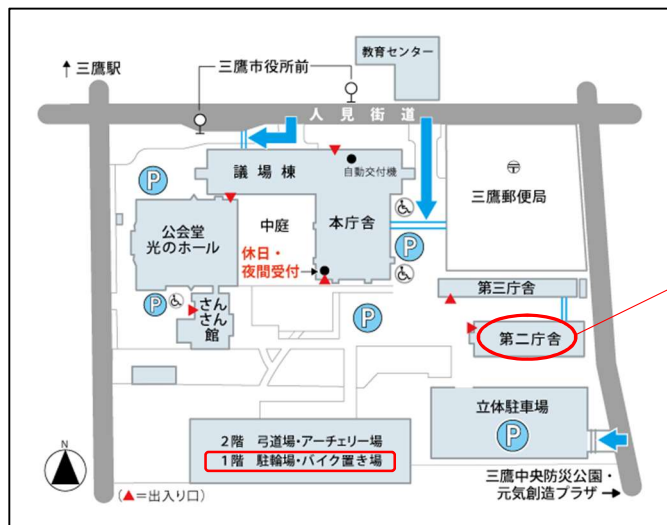 教育センター
↑三鷹駅
三鷹市役所前
人見街道
議場棟
自動交付機
三鷹郵便局
公会堂
光のホール
中庭
本庁舎
休日・
夜間受付
第三庁舎
さん
さん
館
第二庁舎
立体駐車場
2階 弓道場・アーチェリー場
1階 駐輪場・バイク置き場
三鷹中央防災公園・
元気創造プラザ→
N
(▲=出入り口)
P
P
P
P
P